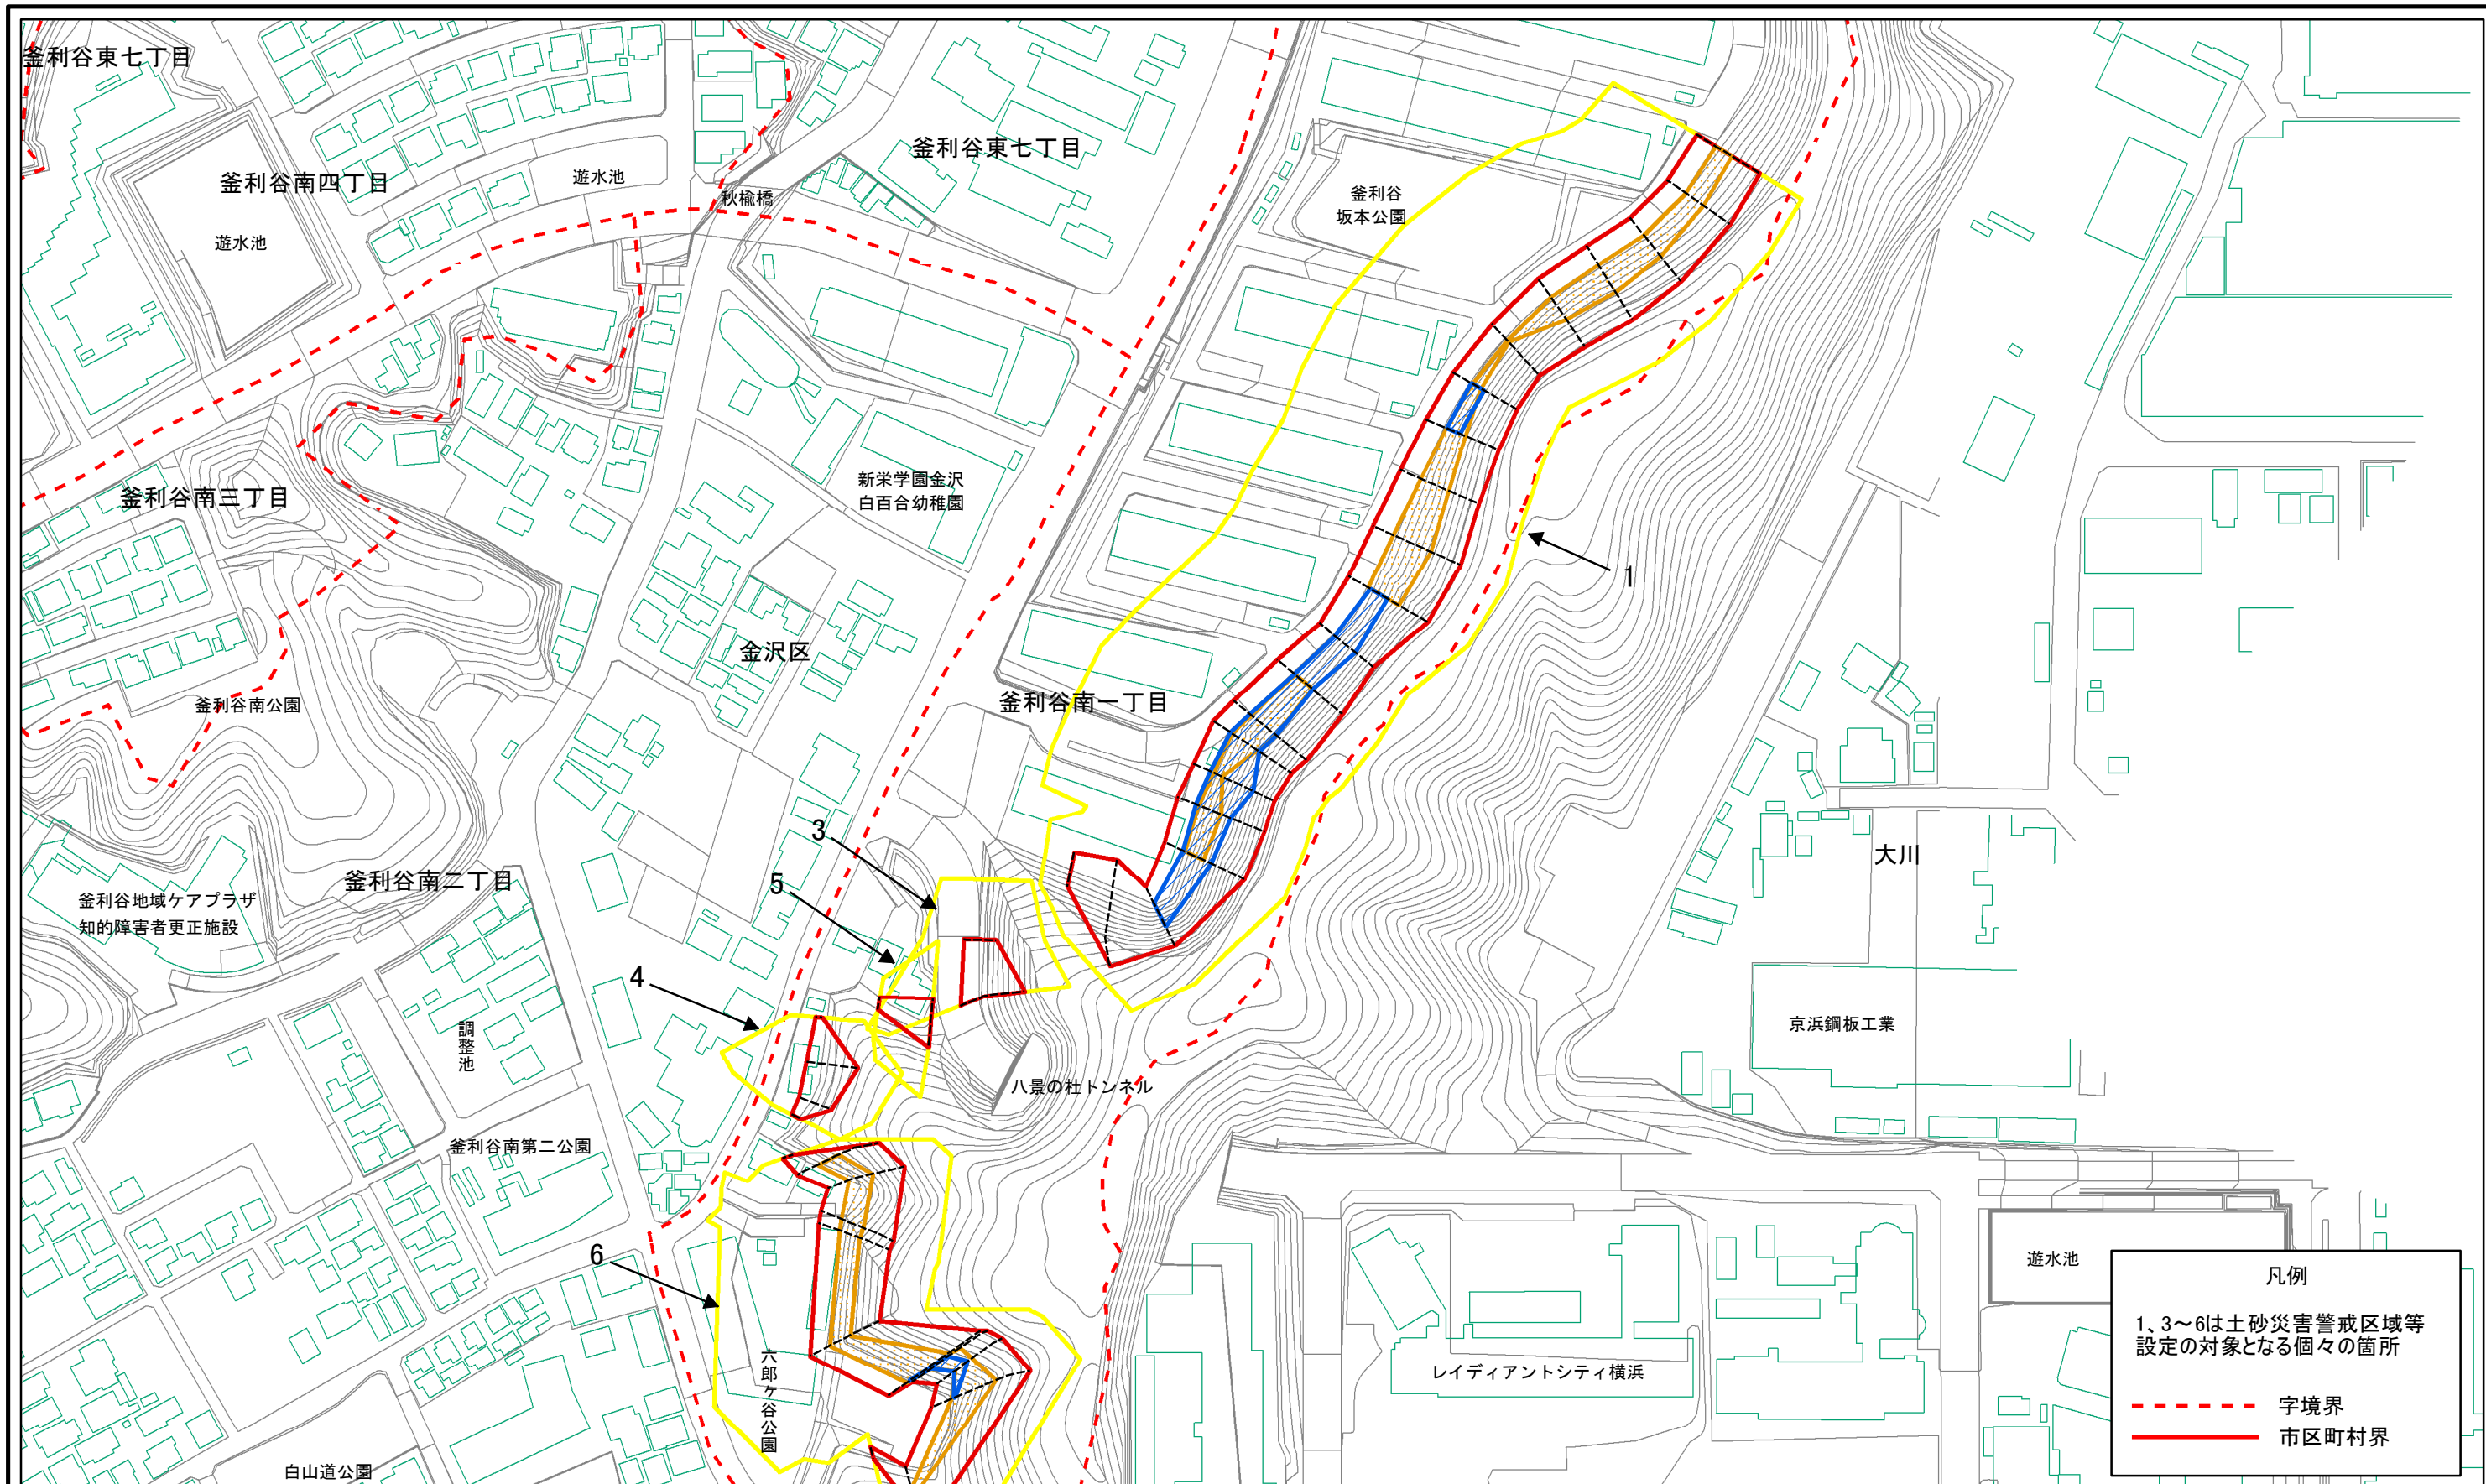 釜利谷東七丁目
釜利谷南四丁目
遊水池
遊水池
秋楡橋
釜利谷東七丁目
釜利谷
坂本公園
釜利谷南三丁目
新栄学園金沢
白百合幼稚園
1
金沢区
釜利谷南一丁目
釜利谷南公園
3
大川
5
釜利谷南二丁目
釜利谷地域ケアプラザ
知的障害者更正施設
4
調整池
京浜鋼板工業
八景の杜トンネル
釜利谷南第二公園
6
遊水池
六郎ヶ谷公園
レイディアントシティ横浜
白山道公園
凡例
1、3～6は土砂災害警戒区域等
設定の対象となる個々の箇所
字境界
市区町村界